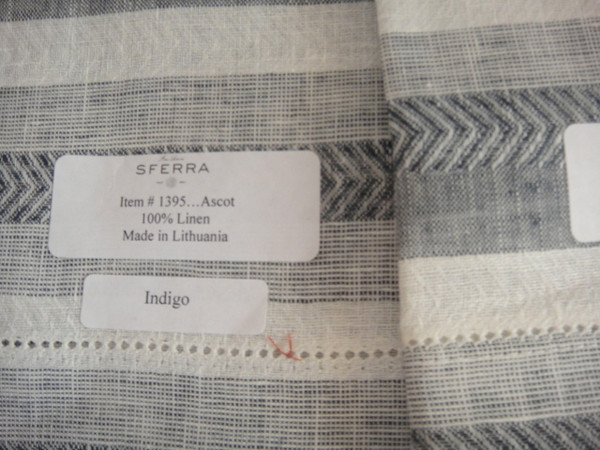 SFERRA
Item # 1395...Ascot
100% Linen
Made in Lithuania
Indigo